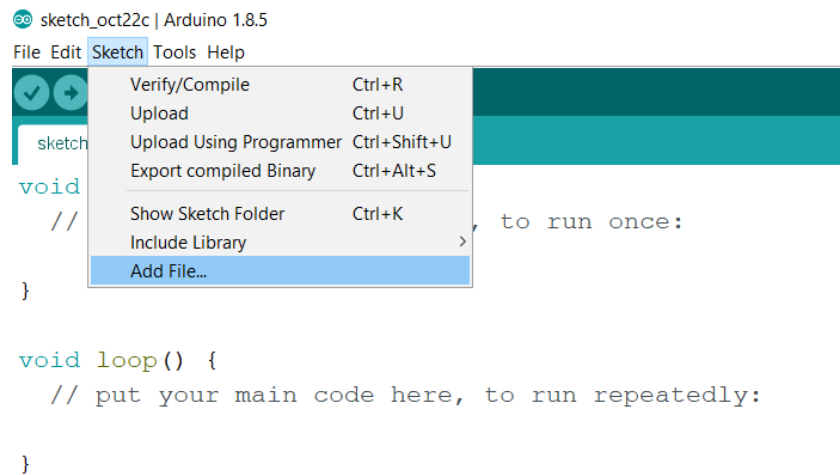 sketch_oct22c | Arduino 1.8.5
File Edit Sketch Tools Help
Verify/Compile Ctrl+R
Upload Ctrl+U
Upload Using Programmer Ctrl+Shift+U
Export compiled Binary Ctrl+Alt+S
sketch
Show Sketch Folder Ctrl+K
Include Library >
Add File...
void
// , to run once:
}
void loop() {
// put your main code here, to run repeatedly:
}